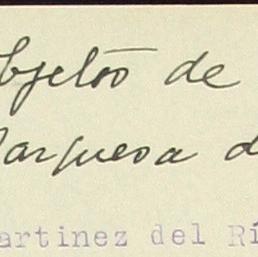 bjetos de
arquesa d
artinez del Rí